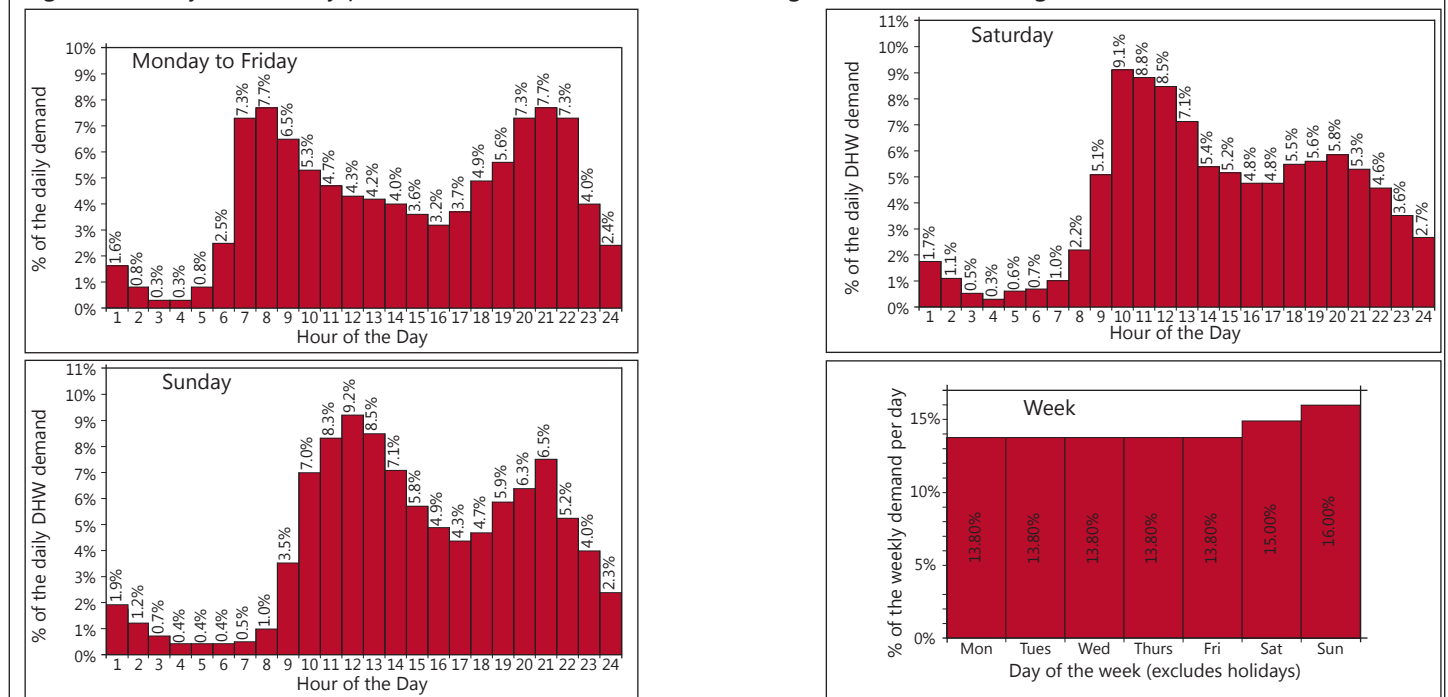 Monday to Friday
% of the daily demand
10%
9%
8%
7%
6%
5%
4%
3%
2%
1%
0%
1.6% 0.8% 0.3% 0.3% 0.8% 2.5% 7.3% 7.7% 6.5% 5.3% 4.7% 4.3% 4.2% 4.0% 3.6% 3.2% 3.7% 4.9% 5.6% 7.3% 7.7% 7.3% 4.0% 2.4%
1 2 3 4 5 6 7 8 9 10 11 12 13 14 15 16 17 18 19 20 21 22 23 24
Hour of the Day
Saturday
% of the daily DHW demand
11%
10%
9%
8%
7%
6%
5%
4%
3%
2%
1%
0%
1.7% 1.1% 0.5% 0.3% 0.6% 0.7% 1.0% 2.2% 5.1% 9.1% 8.8% 8.5% 7.1% 5.4% 5.2% 4.8% 4.8% 5.5% 5.6% 5.8% 5.3% 4.6% 3.6% 2.7%
1 2 3 4 5 6 7 8 9 10 11 12 13 14 15 16 17 18 19 20 21 22 23 24
Hour of the Day
Sunday
% of the daily DHW demand
11%
10%
9%
8%
7%
6%
5%
4%
3%
2%
1%
0%
1.9% 1.2% 0.7% 0.4% 0.4% 0.4% 0.5% 1.0% 3.5% 7.0% 8.3% 9.2% 8.5% 7.1% 5.8% 4.9% 4.3% 4.7% 5.9% 6.3% 6.5% 5.2% 4.0% 2.3%
1 2 3 4 5 6 7 8 9 10 11 12 13 14 15 16 17 18 19 20 21 22 23 24
Hour of the Day
Week
% of the weekly demand per day
15%
10%
5%
0%
13.80% 13.80% 13.80% 13.80% 13.80% 15.00% 16.00%
Mon Tues Wed Thurs Fri Sat Sun
Day of the week (excludes holidays)